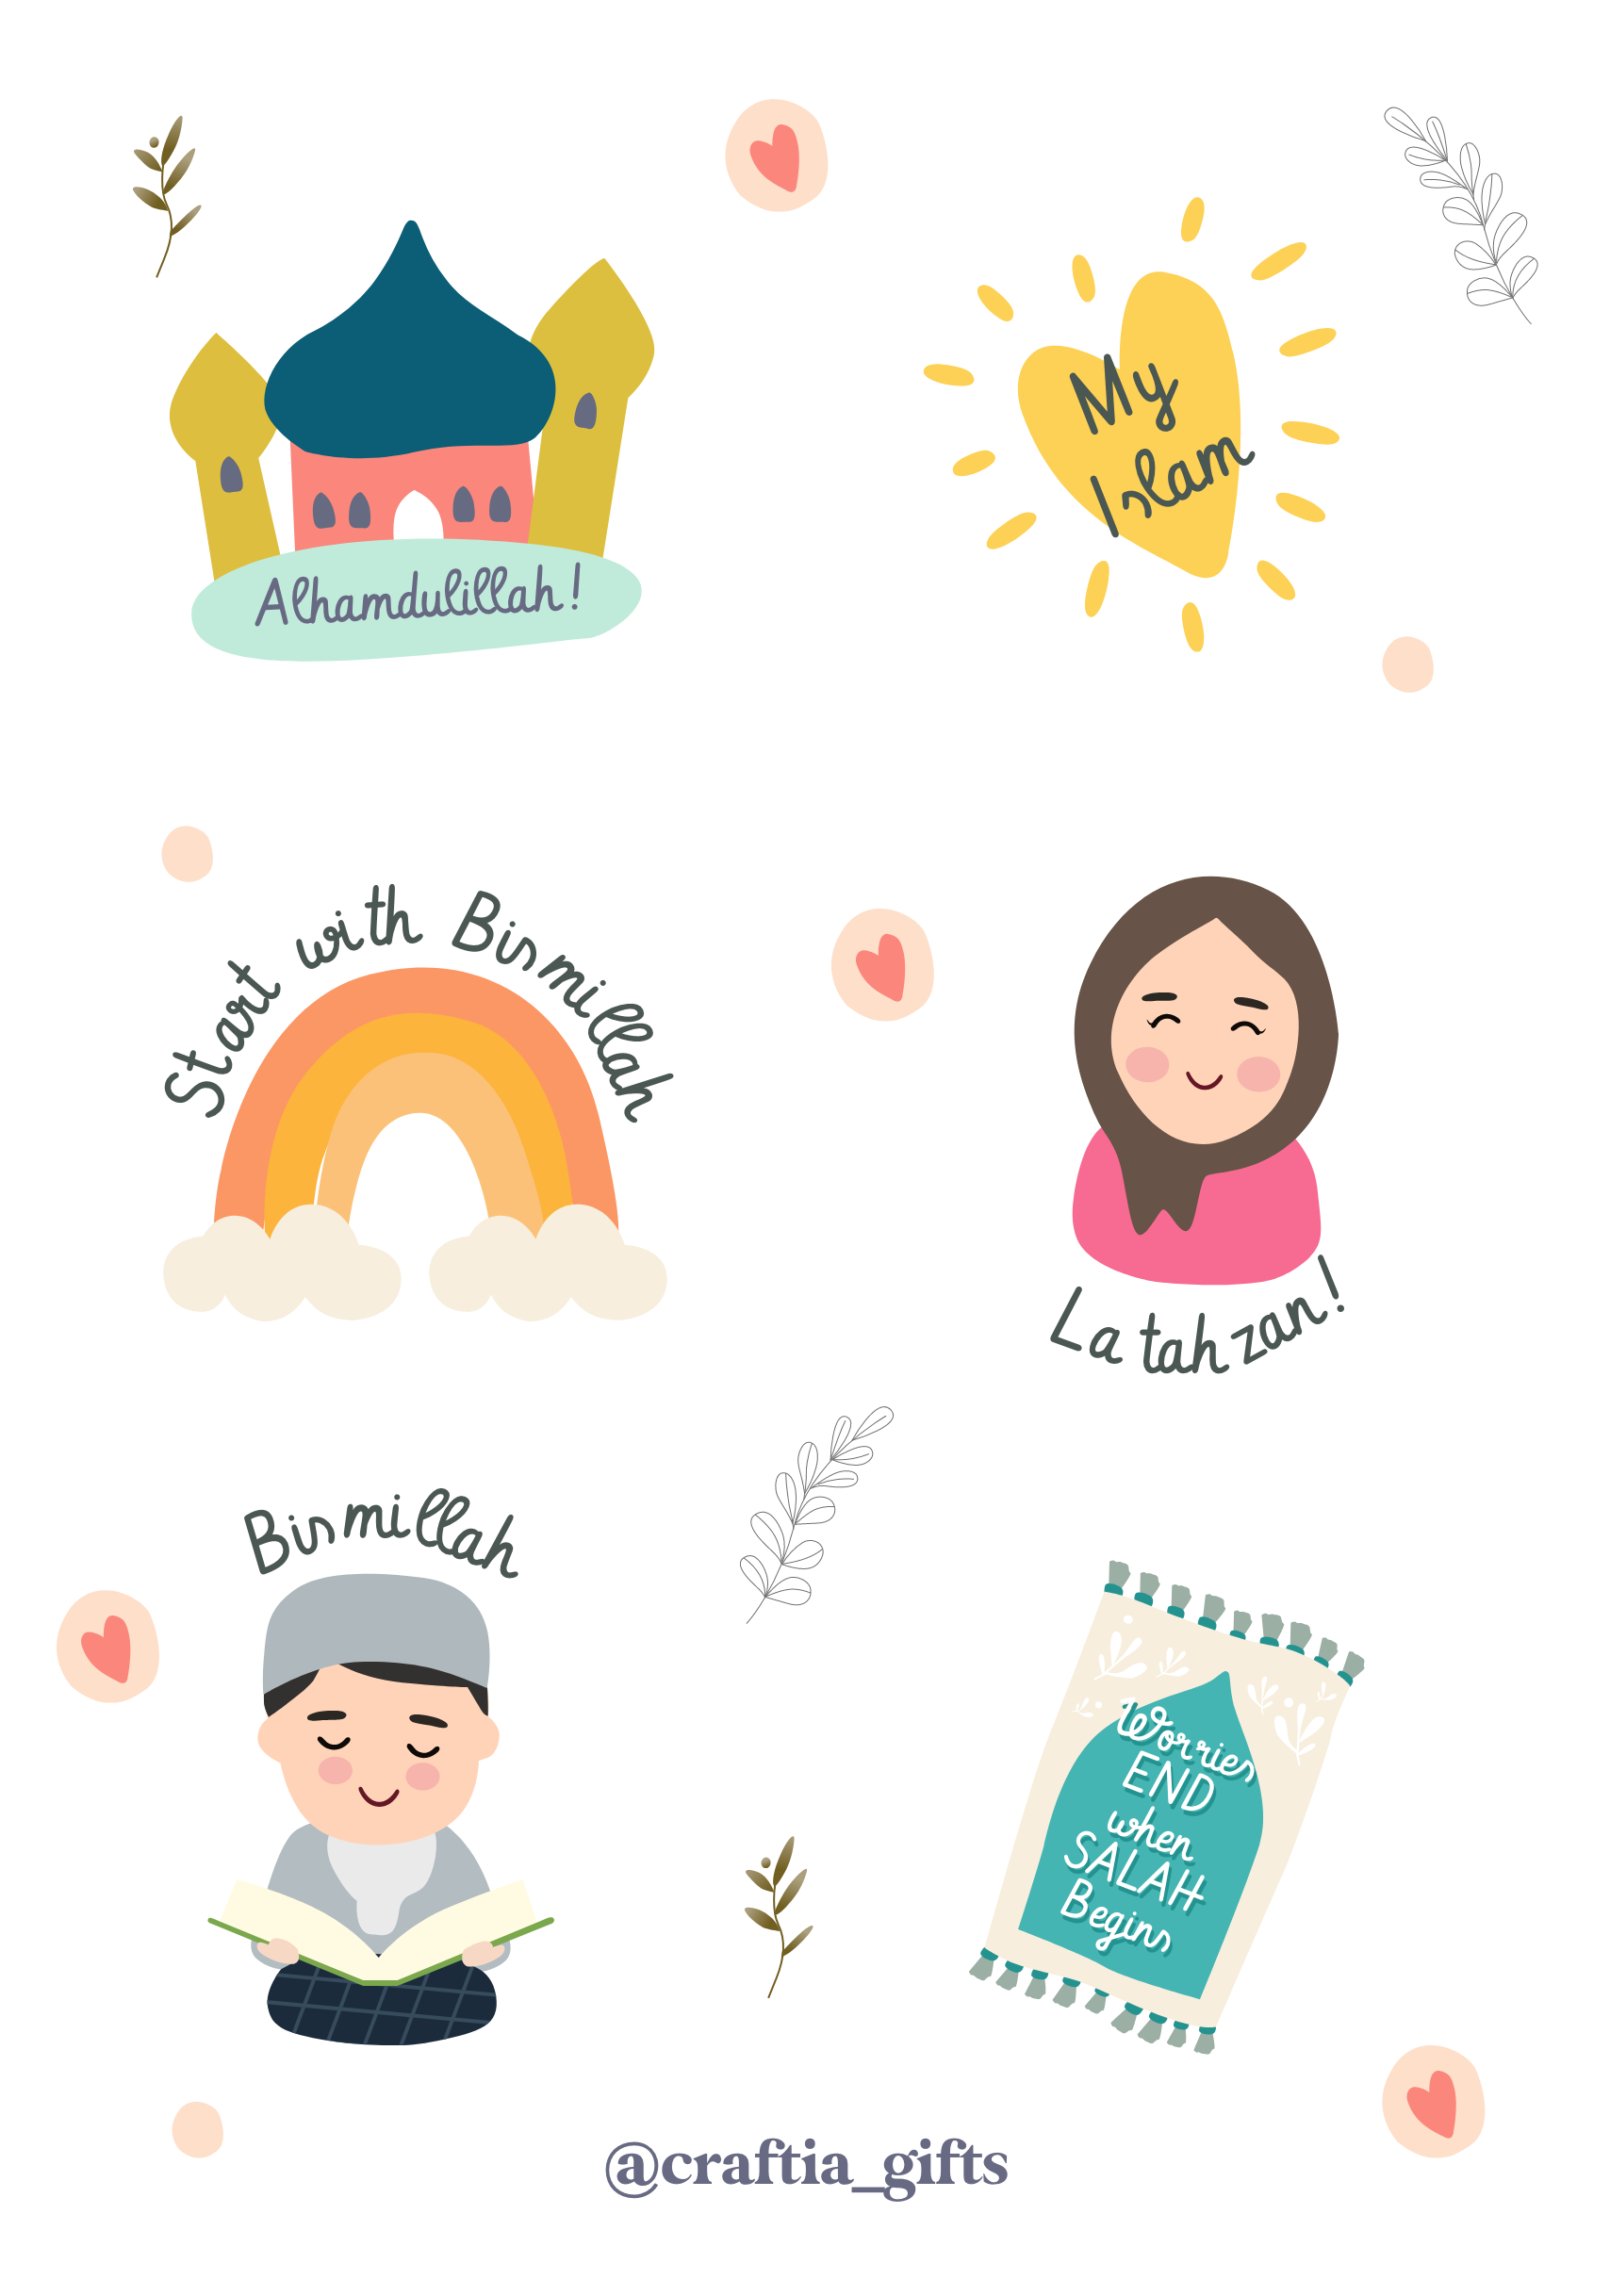 Alhamdulillah!
My
Islam
Start with Bismillah
La tahzan!
Bismillah
Worries
END
when
SALAH
Begins
@craftia_gifts